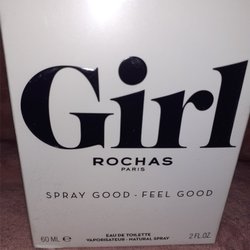 Girl
ROCHAS
PARIS
SPRAY GOOD - FEEL GOOD
EAU DE TOILETTE
60 ML e VAPORISATEUR - NATURAL SPRAY 2 FL.OZ.